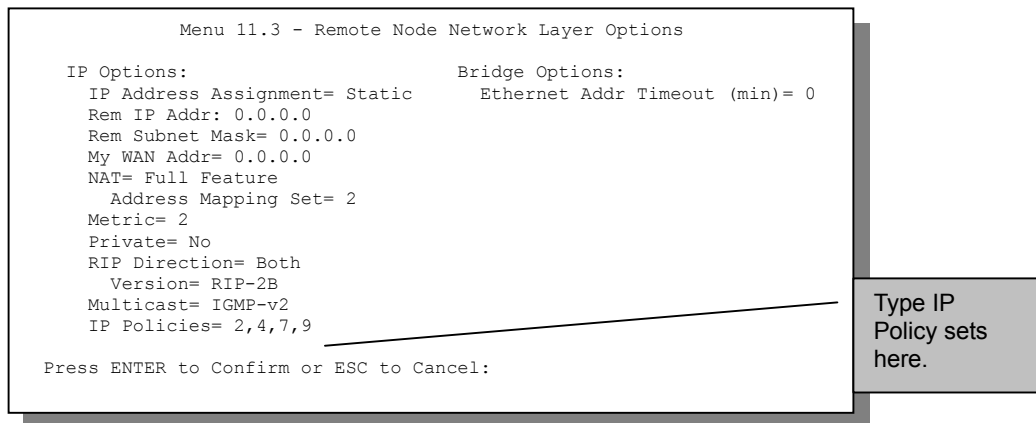 Menu 11.3 - Remote Node Network Layer Options
IP Options:
IP Address Assignment= Static
Rem IP Addr: 0.0.0.0
Rem Subnet Mask= 0.0.0.0
My WAN Addr= 0.0.0.0
NAT= Full Feature
Address Mapping Set= 2
Metric= 2
Private= No
RIP Direction= Both
Version= RIP-2B
Multicast= IGMP-v2
IP Policies= 2,4,7,9
Bridge Options:
Ethernet Addr Timeout (min)= 0
Press ENTER to Confirm or ESC to Cancel:
Type IP
Policy sets
here.